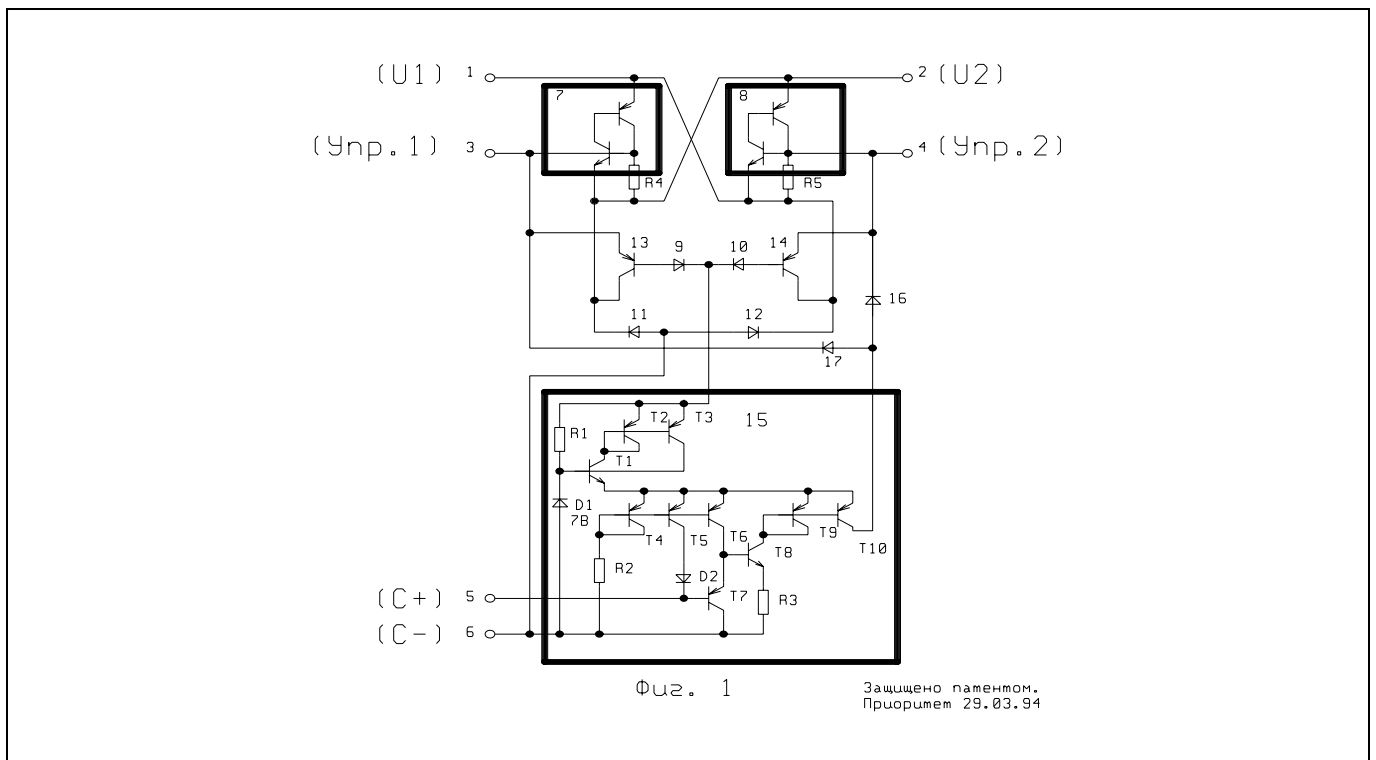 (U1) 1 2 (U2)
7 8
(Упр.1) 3 4 (Упр.2)
R4 R5
13 9 10 14
16
11 12
17
T2 T3 15
R1
T1
D1
7В
T4 T5 T6 T8 T9 T10
R2 D2
(C+) 5 T7 R3
(C-) 6
Фиг. 1
Защищено патентом.
Приоритет 29.03.94